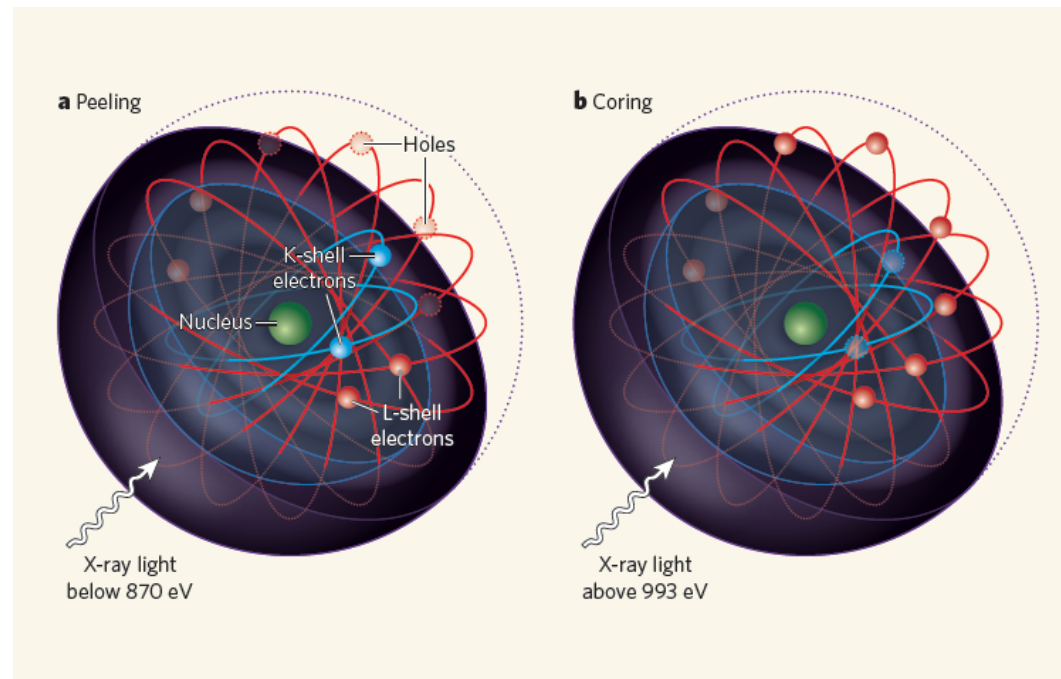 a Peeling
Holes
K-shell
electrons
Nucleus
L-shell
electrons
X-ray light
below 870 eV
b Coring
X-ray light
above 993 eV